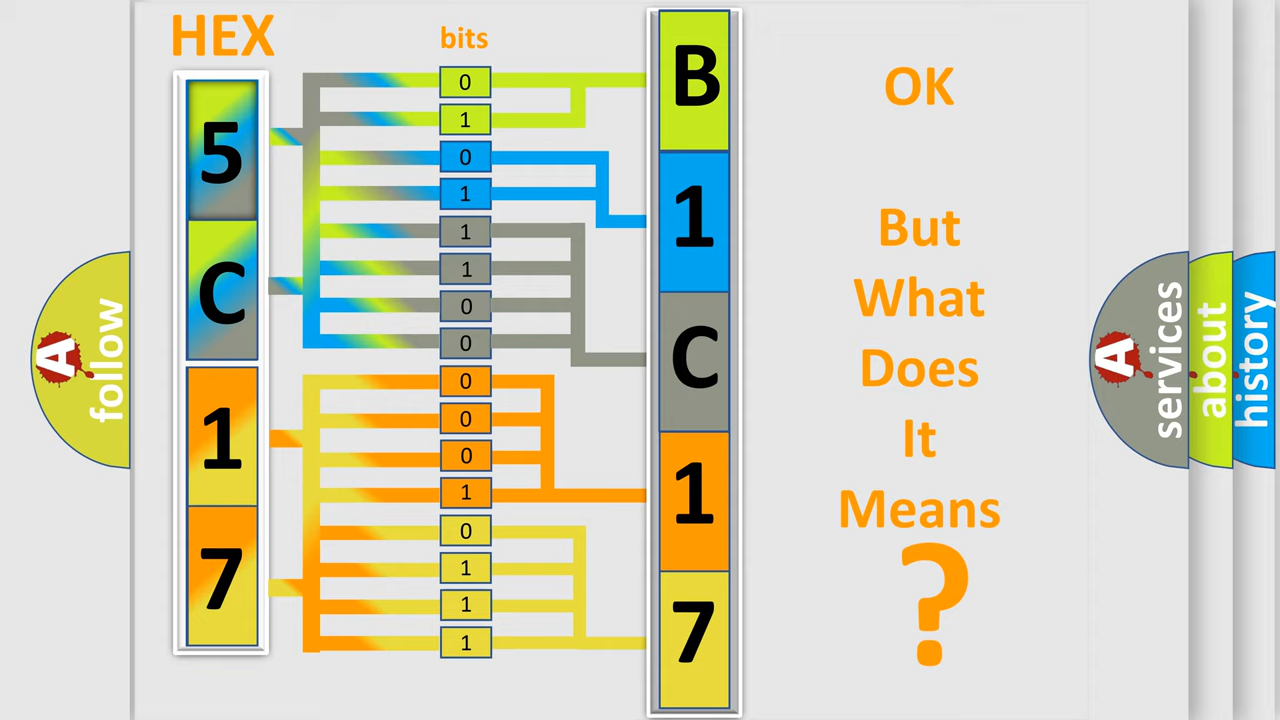 HEX
bits
5
C
1
7
0
1
0
1
1
1
0
0
0
0
0
1
0
1
1
1
B
1
C
1
7
OK
But
What
Does
It
Means
?
A
follow
A
services
about
history